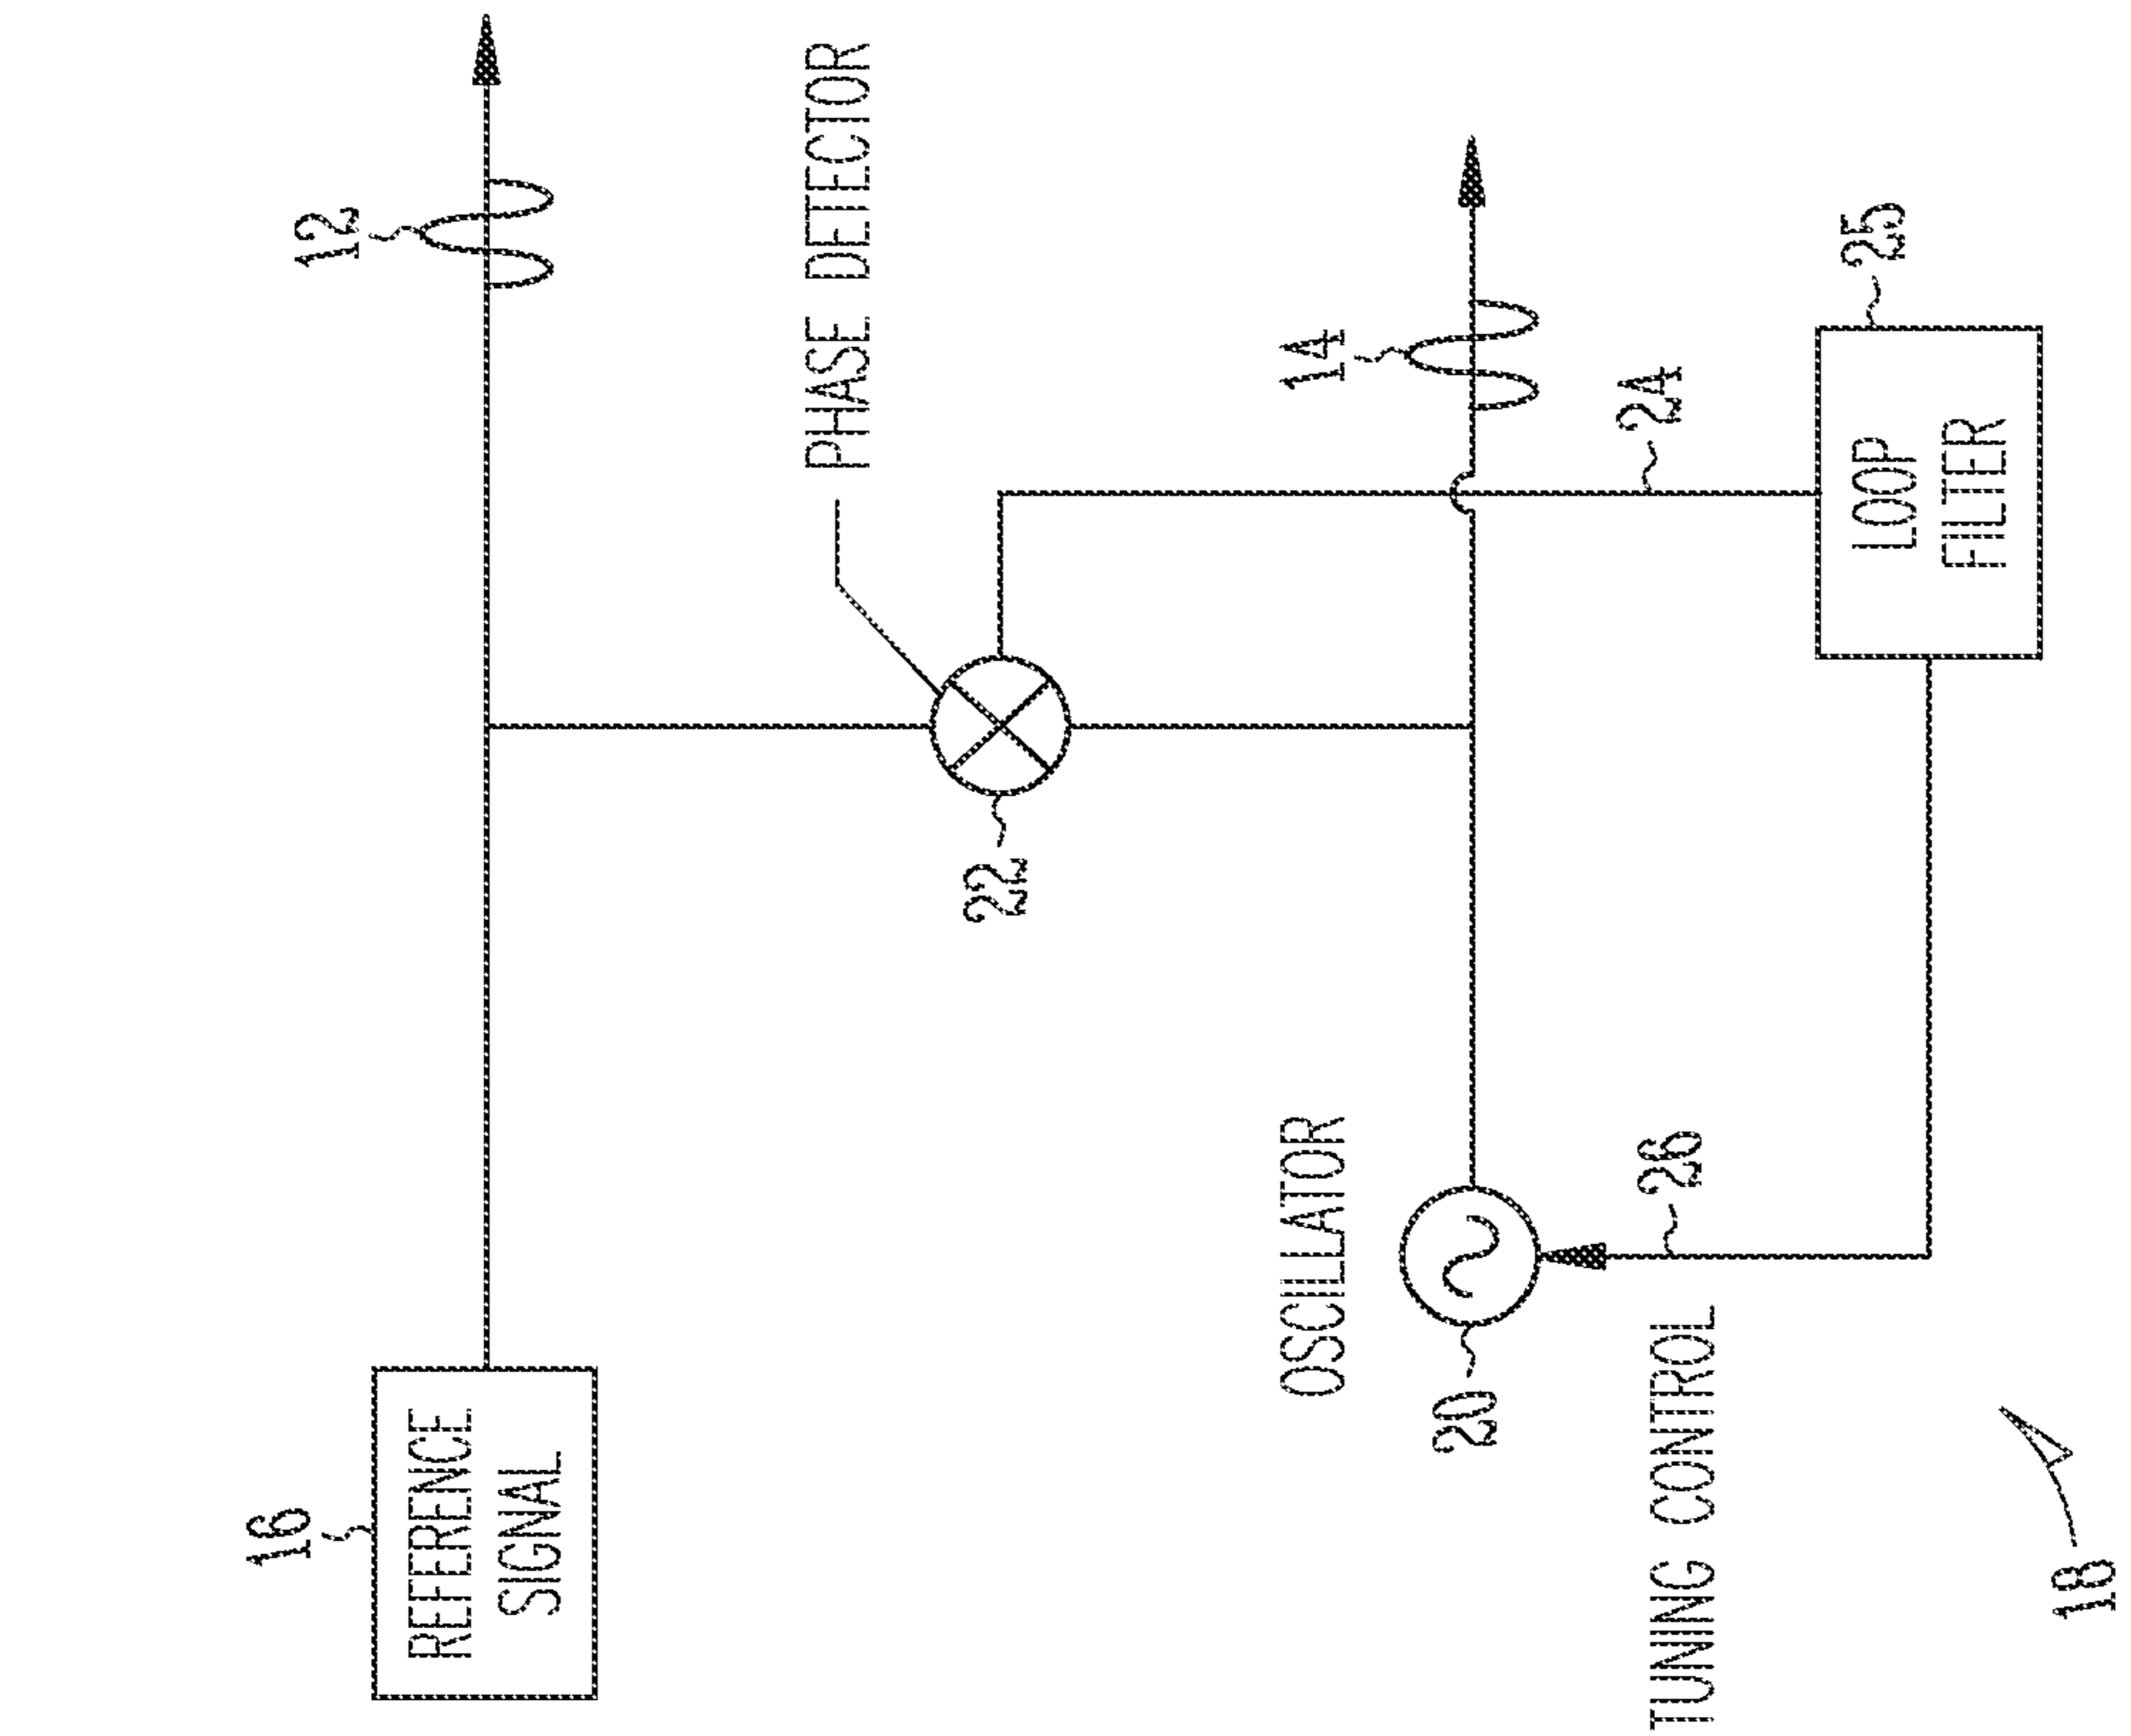 16
REFERENCE
SIGNAL
12
PHASE DETECTOR
22
14
OSCILLATOR
20
24
26
TUNING CONTROL
25
LOOP
FILTER
18